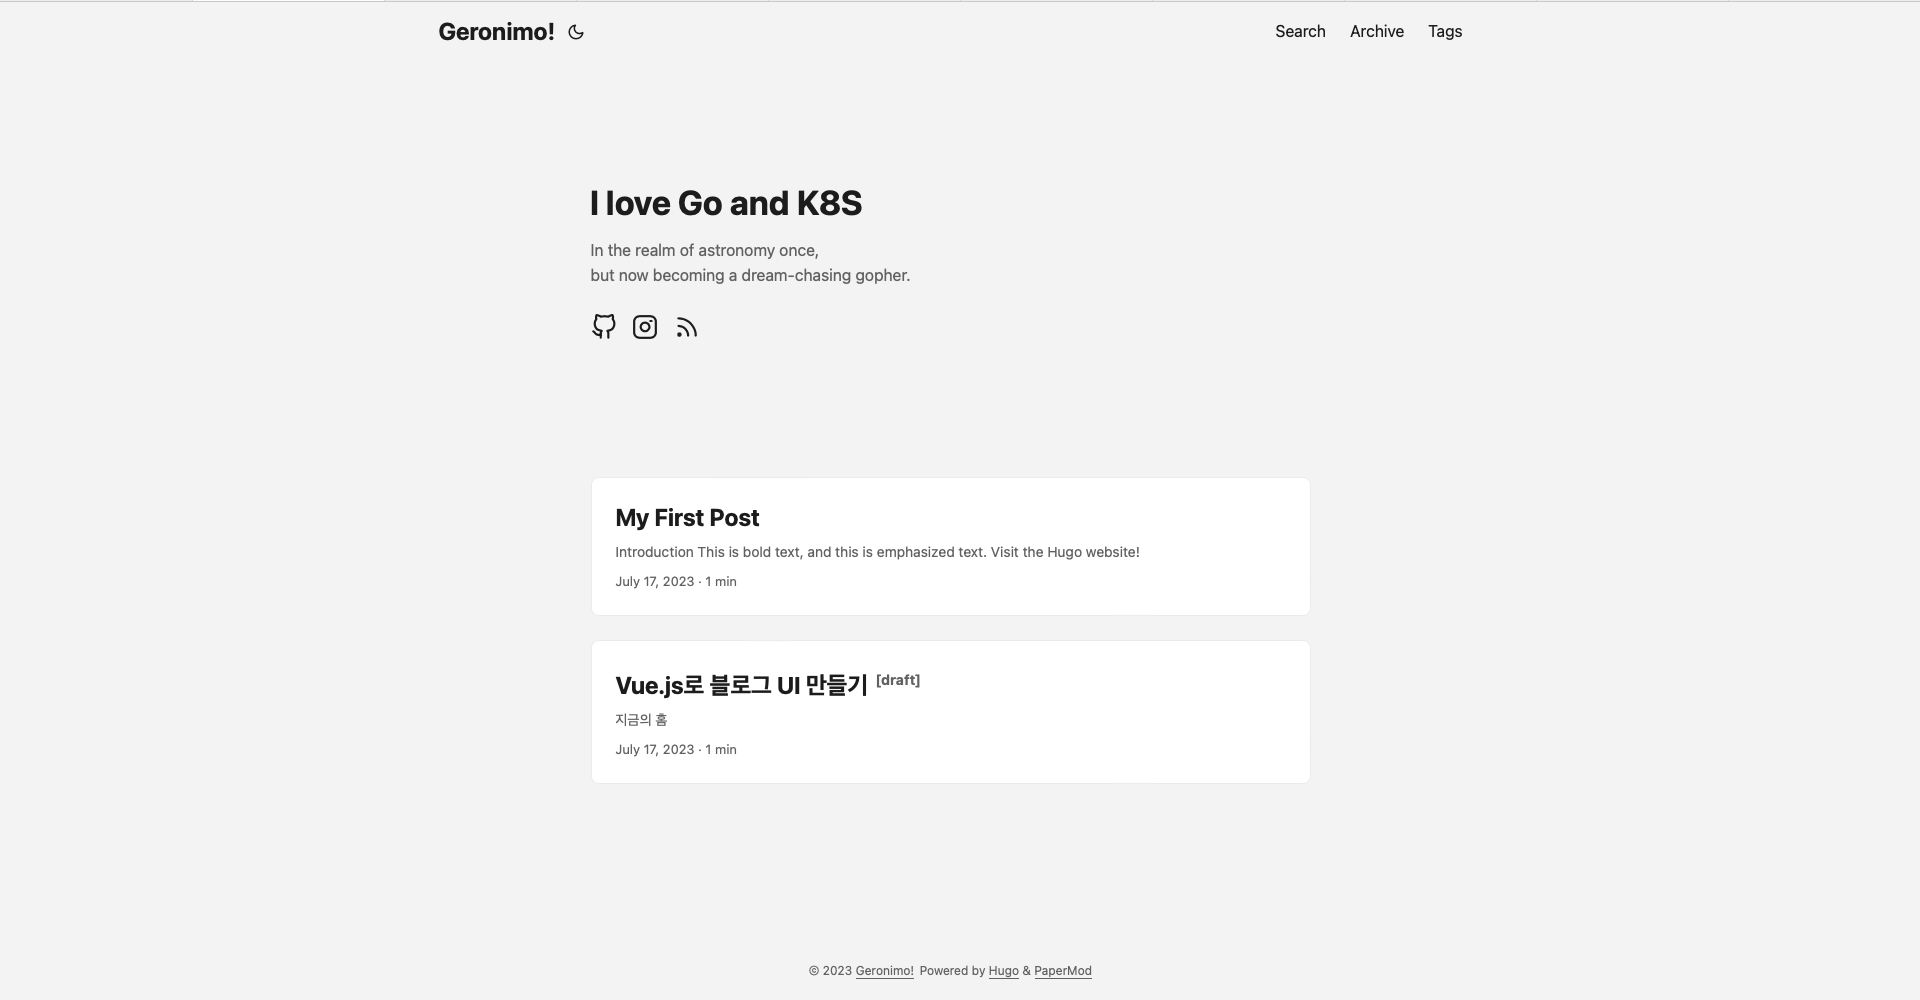 Geronimo!
Search Archive Tags
I love Go and K8S
In the realm of astronomy once,
but now becoming a dream-chasing gopher.
My First Post
Introduction This is bold text, and this is emphasized text. Visit the Hugo website!
July 17, 2023 · 1 min
Vue.js로 블로그 UI 만들기 [draft]
지금의 홈
July 17, 2023 · 1 min
© 2023 Geronimo! Powered by Hugo & PaperMod